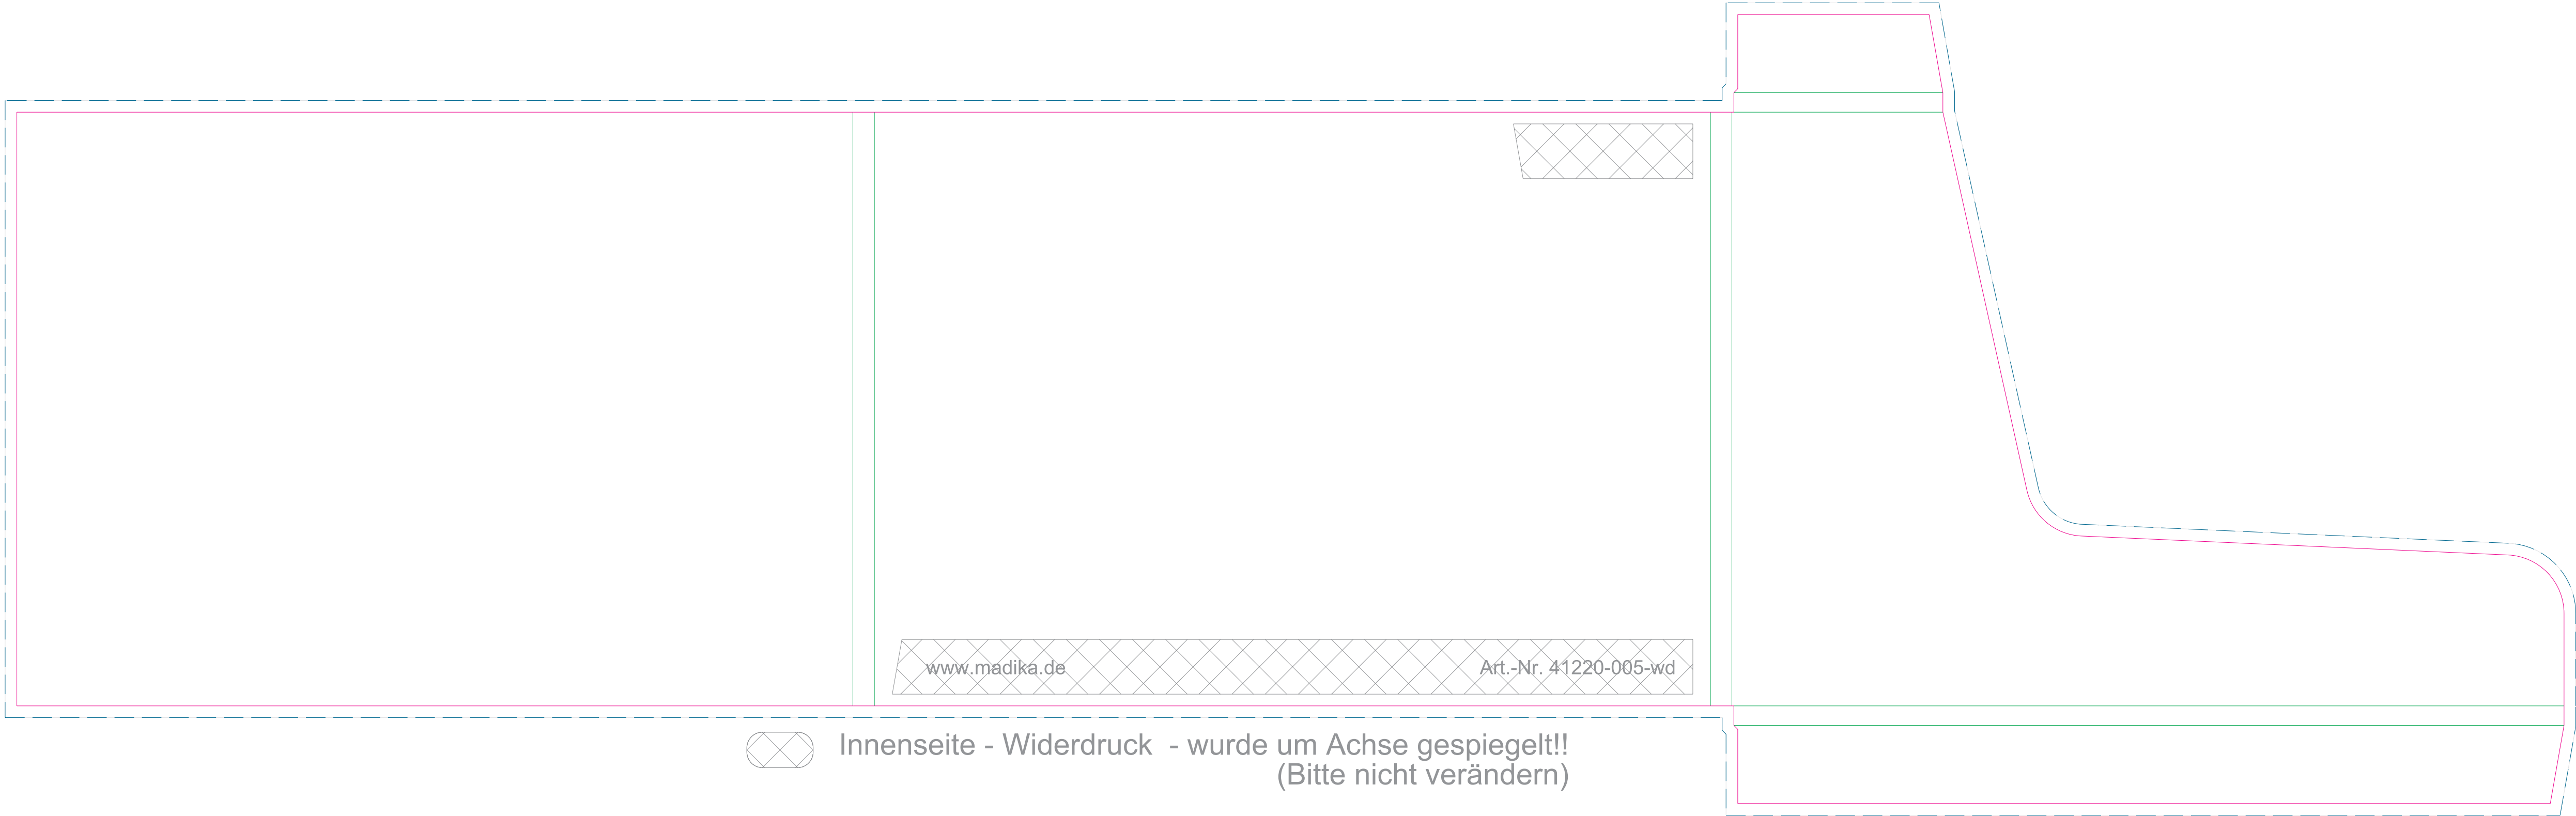 www.madika.de Art.-Nr. 41220-005-wd
Innenseite - Widerdruck - wurde um Achse gespiegelt!!
(Bitte nicht verändern)